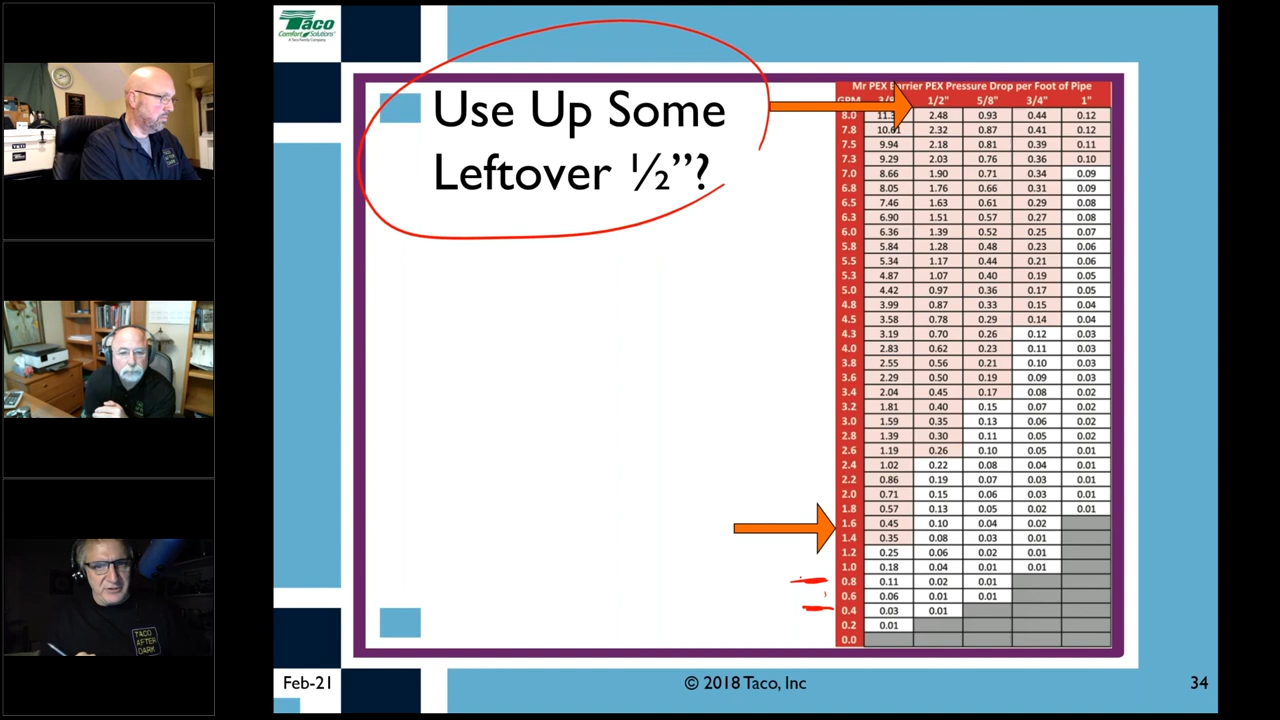 Taco
Comfort Solutions®
A Taco Family Company
Use Up Some
Leftover ½”?
Mr PEX Barrier PEX Pressure Drop per Foot of Pipe
GPM 3/8 1/2" 5/8" 3/4" 1"
8.0 2.48 0.93 0.44 0.12
7.8 10.61 2.32 0.87 0.41 0.12
7.5 9.94 2.18 0.81 0.39 0.11
7.3 9.29 2.03 0.76 0.36 0.10
7.0 8.66 1.90 0.71 0.34 0.09
6.8 8.05 1.76 0.66 0.31 0.09
6.5 7.46 1.63 0.61 0.29 0.08
6.3 6.90 1.51 0.57 0.27 0.08
6.0 6.36 1.39 0.52 0.25 0.07
5.8 5.84 1.28 0.48 0.23 0.06
5.5 5.34 1.17 0.44 0.21 0.06
5.3 4.87 1.07 0.40 0.19 0.05
5.0 4.42 0.97 0.36 0.17 0.05
4.8 3.99 0.87 0.33 0.15 0.04
4.5 3.58 0.78 0.29 0.14 0.04
4.3 3.19 0.70 0.26 0.12 0.03
4.0 2.83 0.62 0.23 0.11 0.03
3.8 2.55 0.56 0.21 0.10 0.03
3.6 2.29 0.50 0.19 0.09 0.03
3.4 2.04 0.45 0.17 0.08 0.02
3.2 1.81 0.40 0.15 0.07 0.02
3.0 1.59 0.35 0.13 0.06 0.02
2.8 1.39 0.30 0.11 0.05 0.02
2.6 1.19 0.26 0.10 0.05 0.01
2.4 1.02 0.22 0.08 0.04 0.01
2.2 0.86 0.19 0.07 0.03 0.01
2.0 0.71 0.15 0.06 0.03 0.01
1.8 0.57 0.13 0.05 0.02 0.01
1.6 0.45 0.10 0.04 0.02
1.4 0.35 0.08 0.03 0.01
1.2 0.25 0.06 0.02 0.01
1.0 0.18 0.04 0.01 0.01
0.8 0.11 0.02 0.01
0.6 0.06 0.01 0.01
0.4 0.03 0.01
0.2 0.01
0.0
TACO
AFTER
DARK
Feb-21
© 2018 Taco, Inc
34